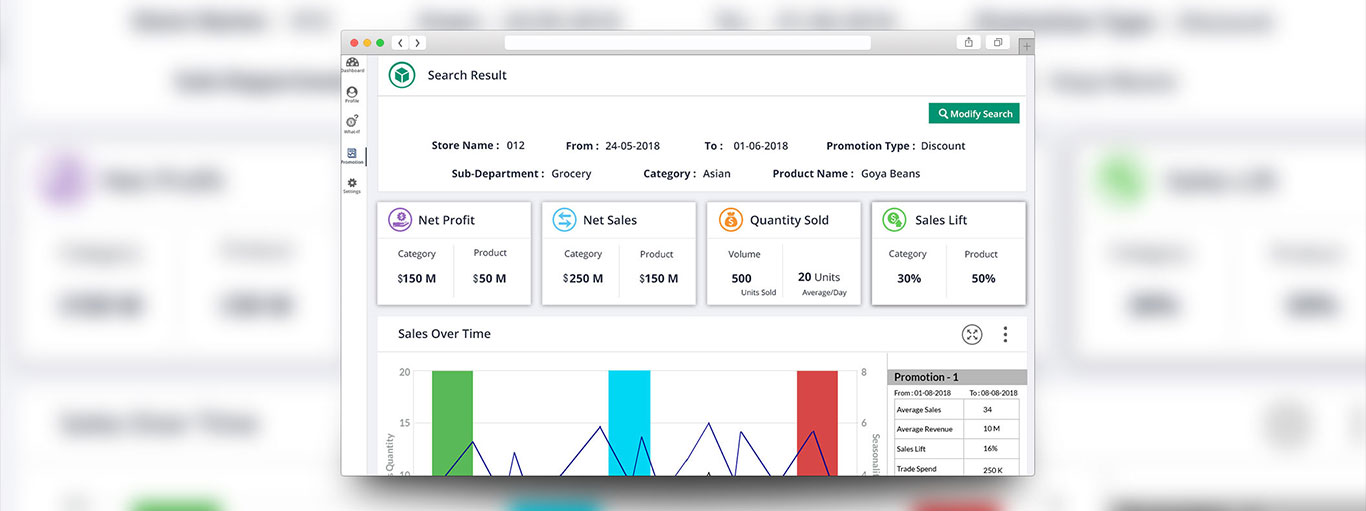 Search Result
Modify Search
Store Name : 012 From : 24-05-2018 To : 01-06-2018 Promotion Type : Discount
Sub-Department : Grocery Category : Asian Product Name : Goya Beans
Dashboard
Profile
Promotion
Settings
Net Profit
Category Product
$150 M $50 M
Net Sales
Category Product
$250 M $150 M
Quantity Sold
Volume
500 20 Units
Units Sold Average/Day
Sales Lift
Category Product
30% 50%
Sales Over Time
20
15
10
Quantity
8
6
4
Promotion - 1
From : 01-08-2018 To : 08-08-2018
Average Sales 34
Average Revenue 10 M
Sales Lift 16%
Trade Spend 250 K